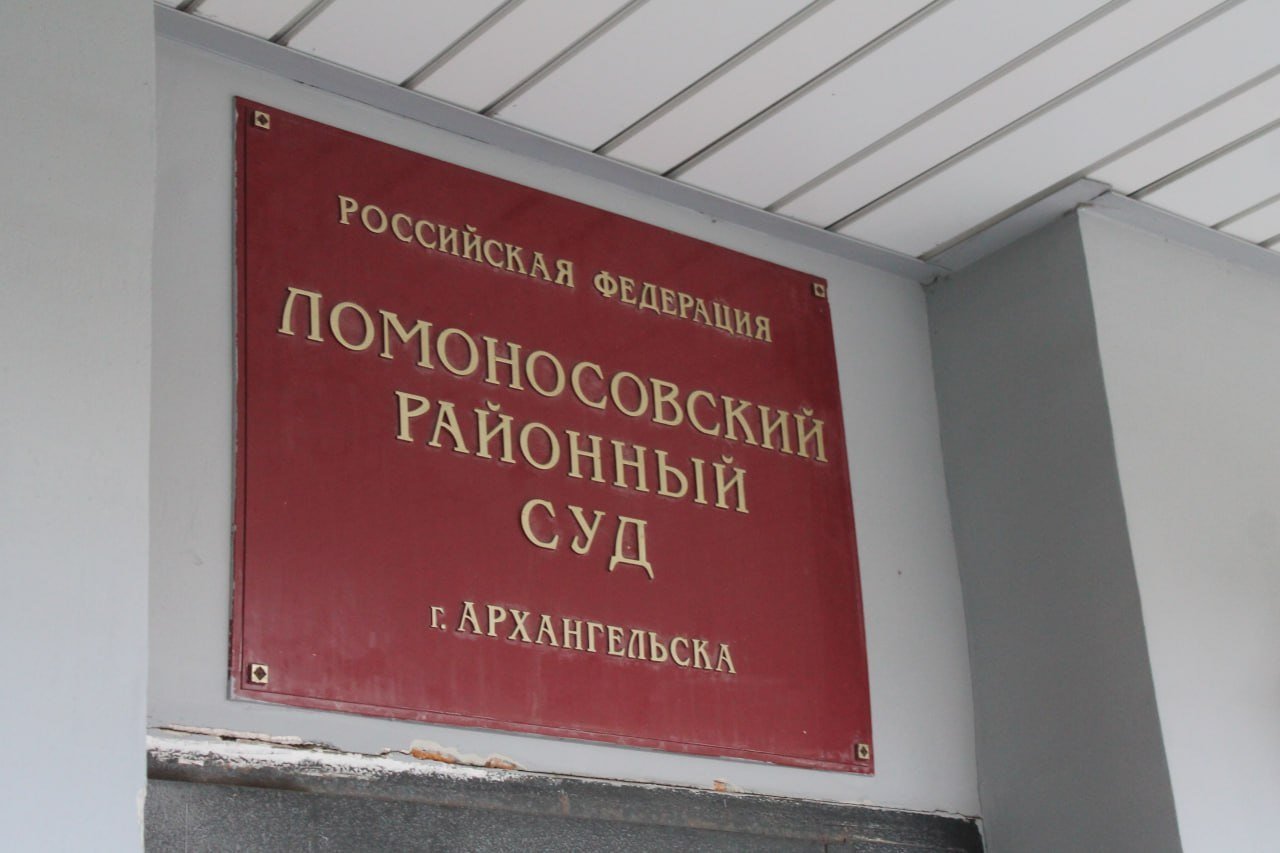 РОССИЙСКАЯ ФЕДЕРАЦИЯ
ЛОМОНОСОВСКИЙ
РАЙОННЫЙ
СУД
г. АРХАНГЕЛЬСКА